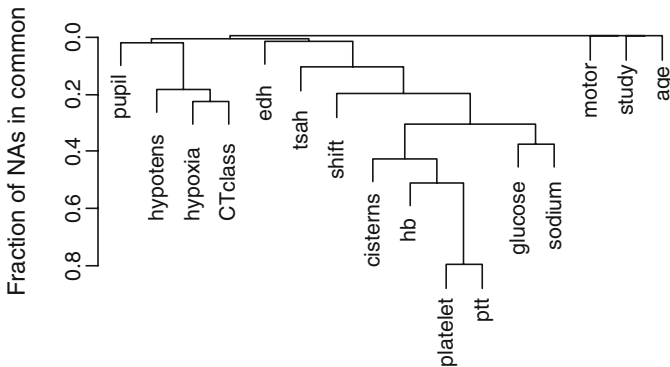 Fraction of NAs in common
0.0
0.2
0.4
0.6
0.8
pupil
hypotens
hypoxia
CTclass
edh
tsah
shift
cisterns
hb
platelet
ptt
glucose
sodium
motor
study
age